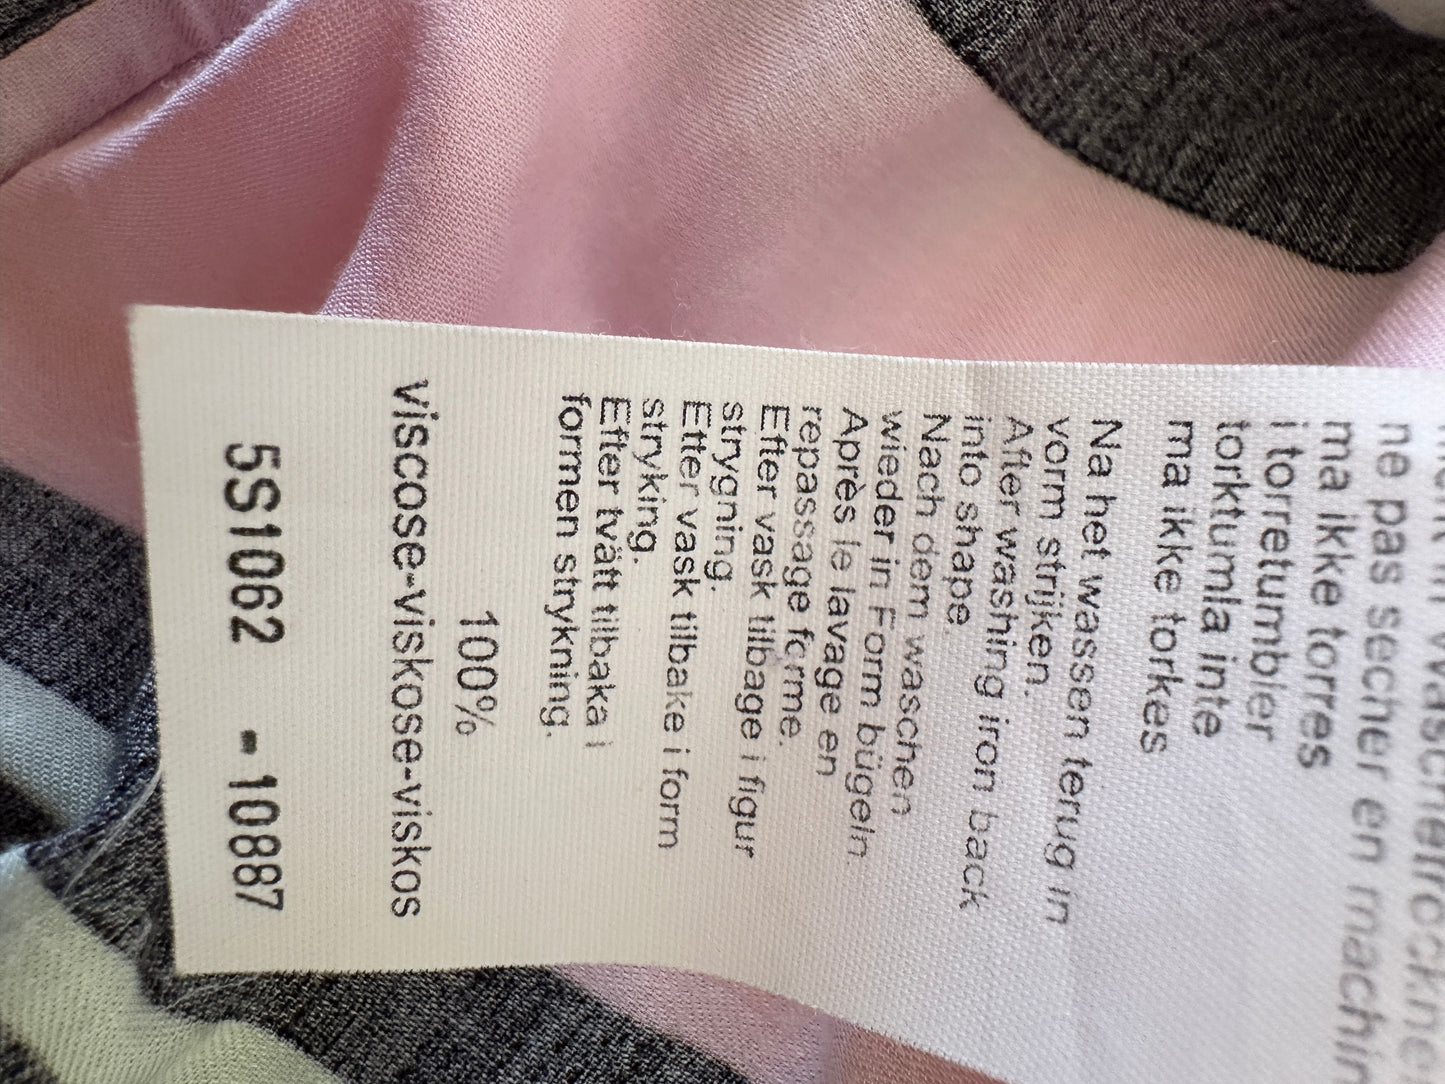 ne pas secher en machin
ma ikke torres
i torretumbler
torktumla inte
ma ikke torkes
Na het wassen terug in
vorm strijken.
After washing iron back
into shape.
Nach dem waschen
wieder in Form bügeln
Après le lavage en
repassage forme.
Efter vask tilbage i figur
strygning.
Etter vask tilbake i form
stryking.
Efter tvätt tilbaka i
formen strykning.
100%
viscose-viskose-viskos
5S1062 -10887